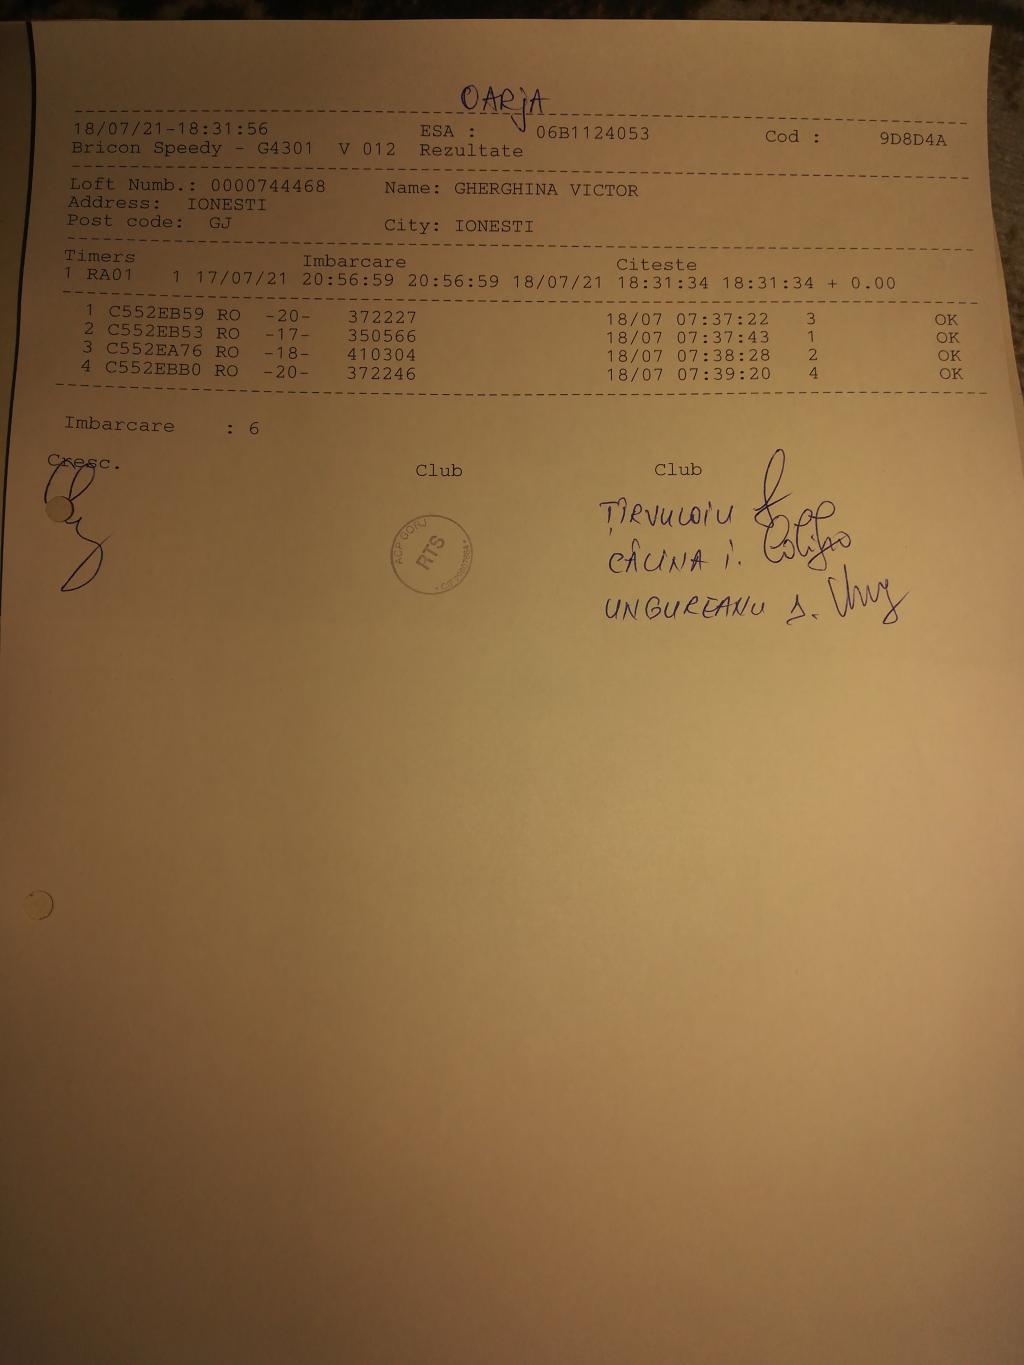 OARjA
18/07/21-18:31:56 ESA : 06B1124053 Cod : 9D8D4A
Bricon Speedy - G4301 V 012 Rezultate
Loft Numb.: 0000744468 Name: GHERGHINA VICTOR
Address: IONESTI
Post code: GJ City: IONESTI
Timers Imbarcare Citeste
1 RA01 1 17/07/21 20:56:59 20:56:59 18/07/21 18:31:34 18:31:34 + 0.00
1 C552EB59 RO -20- 372227 18/07 07:37:22 3 OK
2 C552EB53 RO -17- 350566 18/07 07:37:43 1 OK
3 C552EA76 RO -18- 410304 18/07 07:38:28 2 OK
4 C552EBB0 RO -20- 372246 18/07 07:39:20 4 OK
Imbarcare : 6
Cresc. Club Club
ȚÎRVULOIU
CÂLINA I.
UNGUREANU S.
ACP GORJ
RTS